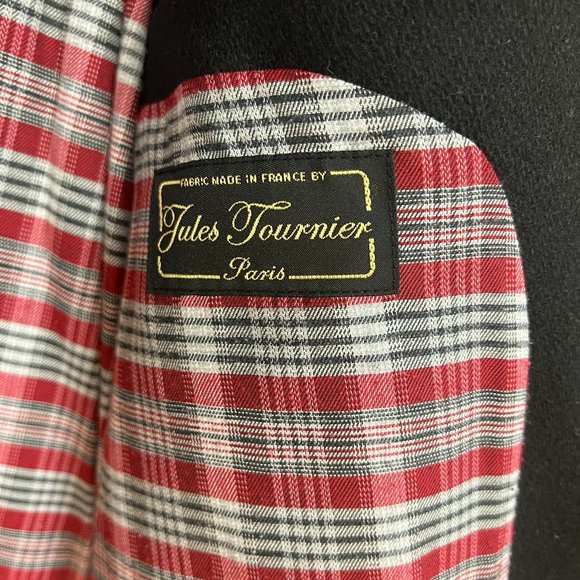 FABRIC MADE IN FRANCE BY
Jules Tournier
Paris